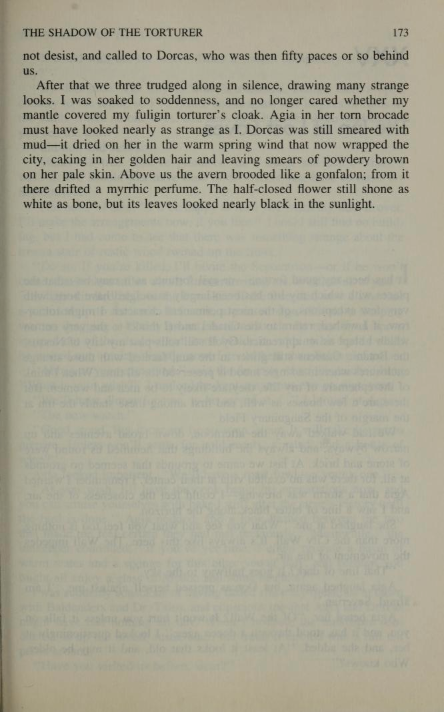 THE SHADOW OF THE TORTURER 173
not desist, and called to Dorcas, who was then fifty paces or so behind
us.
After that we three trudged along in silence, drawing many strange
looks. I was soaked to soddenness, and no longer cared whether my
mantle covered my fuligin torturer's cloak. Agia in her torn brocade
must have looked nearly as strange as I. Dorcas was still smeared with
mud—it dried on her in the warm spring wind that now wrapped the
city, caking in her golden hair and leaving smears of powdery brown
on her pale skin. Above us the avern brooded like a gonfalon; from it
there drifted a myrrhic perfume. The half-closed flower still shone as
white as bone, but its leaves looked nearly black in the sunlight.